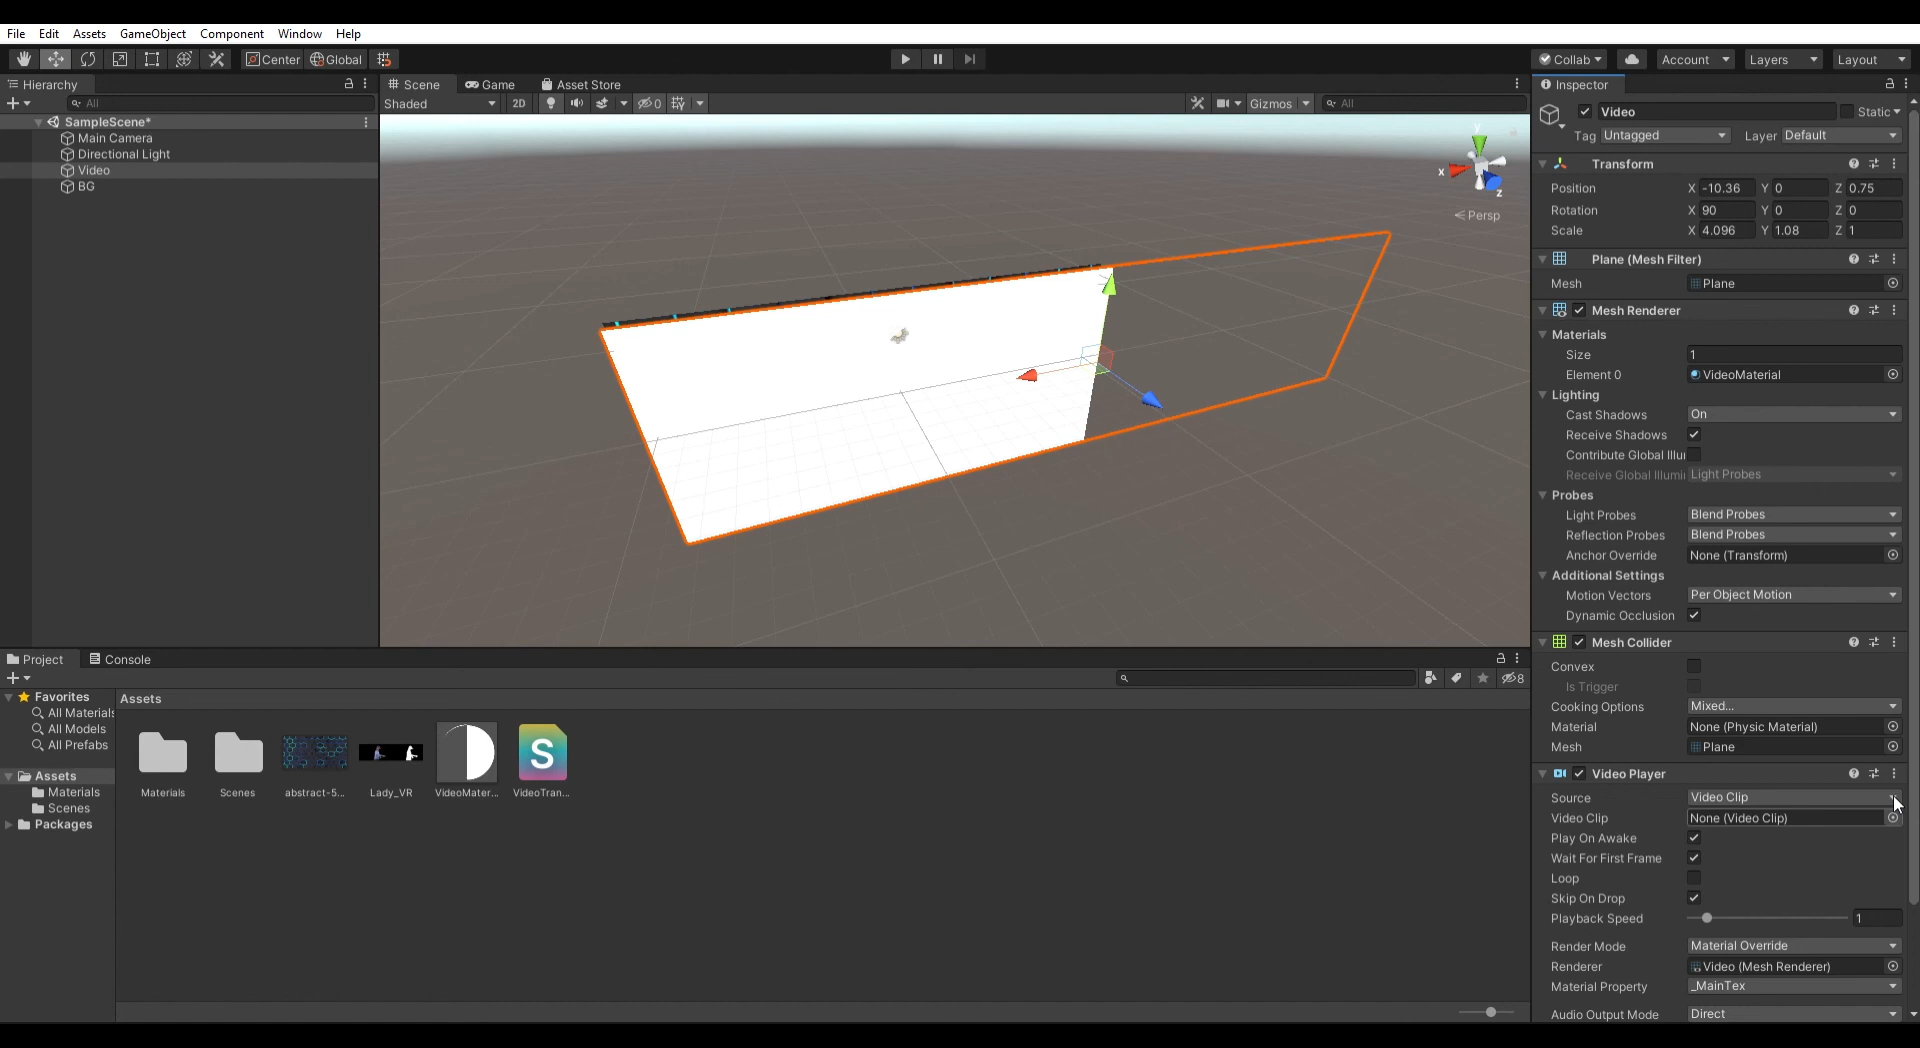 File Edit Assets GameObject Component Window Help
Center Global Collab Account Layers Layout
Hierarchy
All
SampleScene*
Main Camera
Directional Light
Video
BG
Scene Game Asset Store
Shaded 2D 0 Gizmos All
y
x
z
Persp
Inspector
Video Static
Tag Untagged Layer Default
Transform
Position X -10.36 Y 0 Z 0.75
Rotation X 90 Y 0 Z 0
Scale X 4.096 Y 1.08 Z 1
Plane (Mesh Filter)
Mesh Plane
Mesh Renderer
Materials
Size 1
Element 0 VideoMaterial
Lighting
Cast Shadows On
Receive Shadows
Contribute Global Illu
Receive Global Illumi Light Probes
Probes
Light Probes Blend Probes
Reflection Probes Blend Probes
Anchor Override None (Transform)
Additional Settings
Motion Vectors Per Object Motion
Dynamic Occlusion
Mesh Collider
Convex
Is Trigger
Cooking Options Mixed...
Material None (Physic Material)
Mesh Plane
Video Player
Source Video Clip
Video Clip None (Video Clip)
Play On Awake
Wait For First Frame
Loop
Skip On Drop
Playback Speed 1
Render Mode Material Override
Renderer Video (Mesh Renderer)
Material Property _MainTex
Audio Output Mode Direct
Project Console
8
Favorites
All Materials
All Models
All Prefabs
Assets
Materials
Scenes
Packages
Assets
S
Materials Scenes abstract-5... Lady_VR VideoMater... VideoTran...